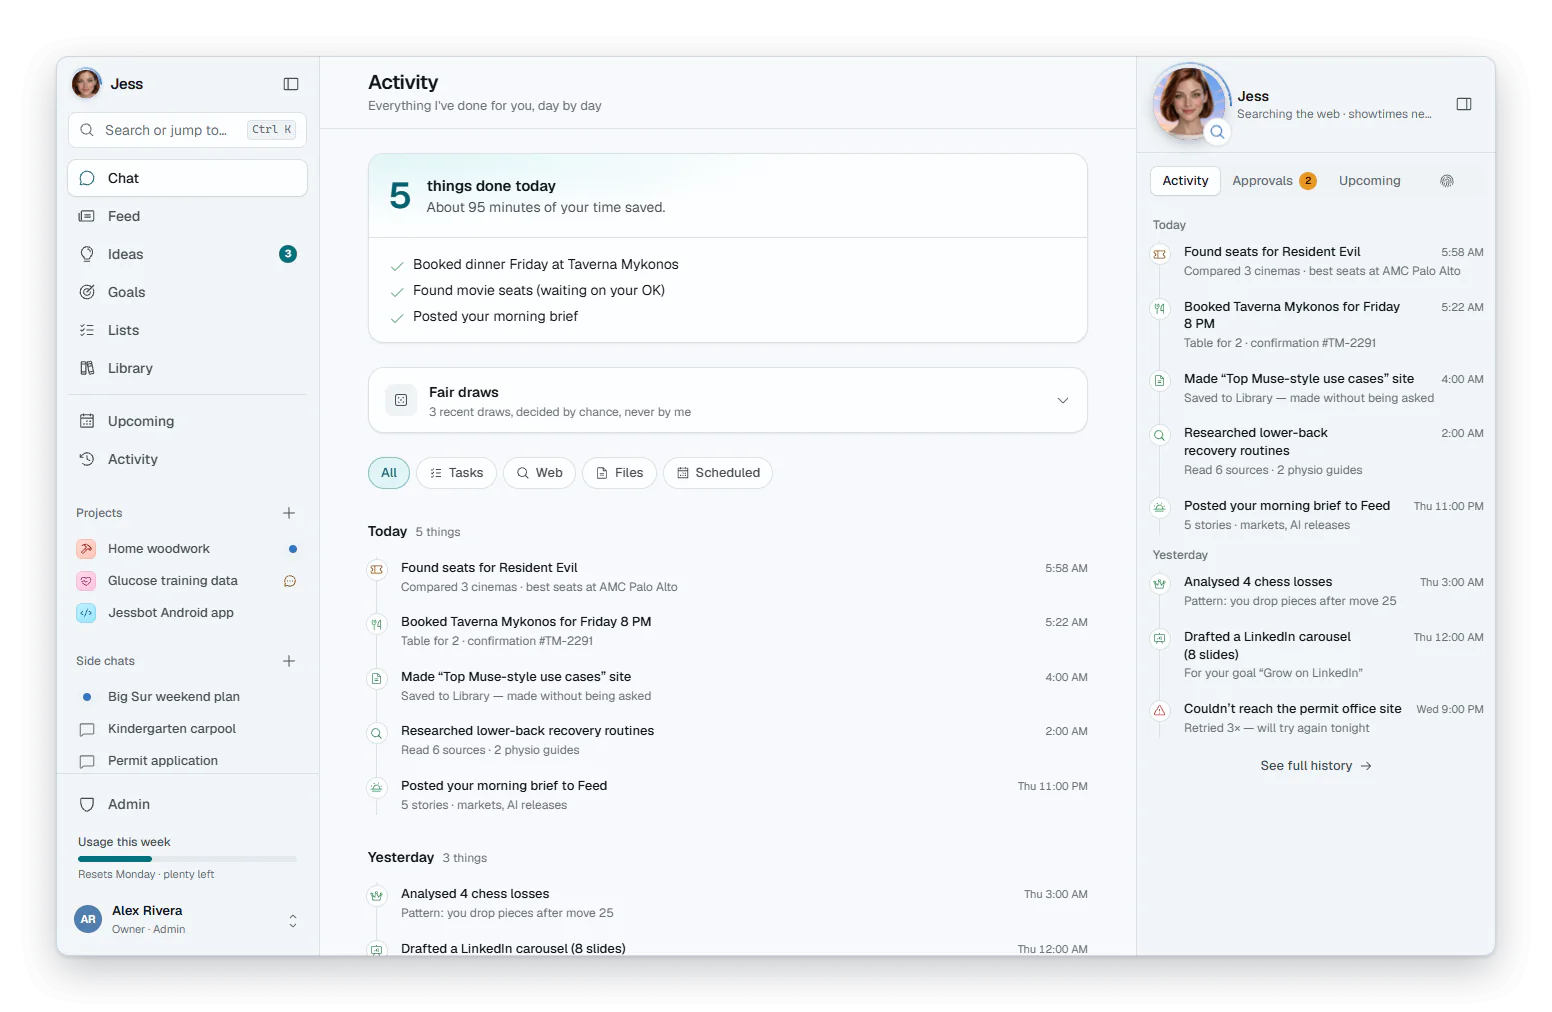 Jess
Search or jump to... Ctrl K
Chat
Feed
Ideas 3
Goals
Lists
Library
Upcoming
Activity
Projects
Home woodwork
Glucose training data
Jessbot Android app
Side chats
Big Sur weekend plan
Kindergarten carpool
Permit application
Admin
Usage this week
Resets Monday · plenty left
AR
Alex Rivera
Owner · Admin
Activity
Everything I've done for you, day by day
5
things done today
About 95 minutes of your time saved.
Booked dinner Friday at Taverna Mykonos
Found movie seats (waiting on your OK)
Posted your morning brief
Fair draws
3 recent draws, decided by chance, never by me
All Tasks Web Files Scheduled
Today 5 things
Found seats for Resident Evil 5:58 AM
Compared 3 cinemas · best seats at AMC Palo Alto
Booked Taverna Mykonos for Friday 8 PM 5:22 AM
Table for 2 · confirmation #TM-2291
Made “Top Muse-style use cases” site 4:00 AM
Saved to Library — made without being asked
Researched lower-back recovery routines 2:00 AM
Read 6 sources · 2 physio guides
Posted your morning brief to Feed Thu 11:00 PM
5 stories · markets, AI releases
Yesterday 3 things
Analysed 4 chess losses Thu 3:00 AM
Pattern: you drop pieces after move 25
Drafted a LinkedIn carousel (8 slides) Thu 12:00 AM
Jess
Searching the web · showtimes ne...
Activity Approvals 2 Upcoming
Today
Found seats for Resident Evil 5:58 AM
Compared 3 cinemas · best seats at AMC Palo Alto
Booked Taverna Mykonos for Friday 5:22 AM
8 PM
Table for 2 · confirmation #TM-2291
Made “Top Muse-style use cases” site 4:00 AM
Saved to Library — made without being asked
Researched lower-back 2:00 AM
recovery routines
Read 6 sources · 2 physio guides
Posted your morning brief to Feed Thu 11:00 PM
5 stories · markets, AI releases
Yesterday
Analysed 4 chess losses Thu 3:00 AM
Pattern: you drop pieces after move 25
Drafted a LinkedIn carousel Thu 12:00 AM
(8 slides)
For your goal “Grow on LinkedIn”
Couldn’t reach the permit office site Wed 9:00 PM
Retried 3× — will try again tonight
See full history →